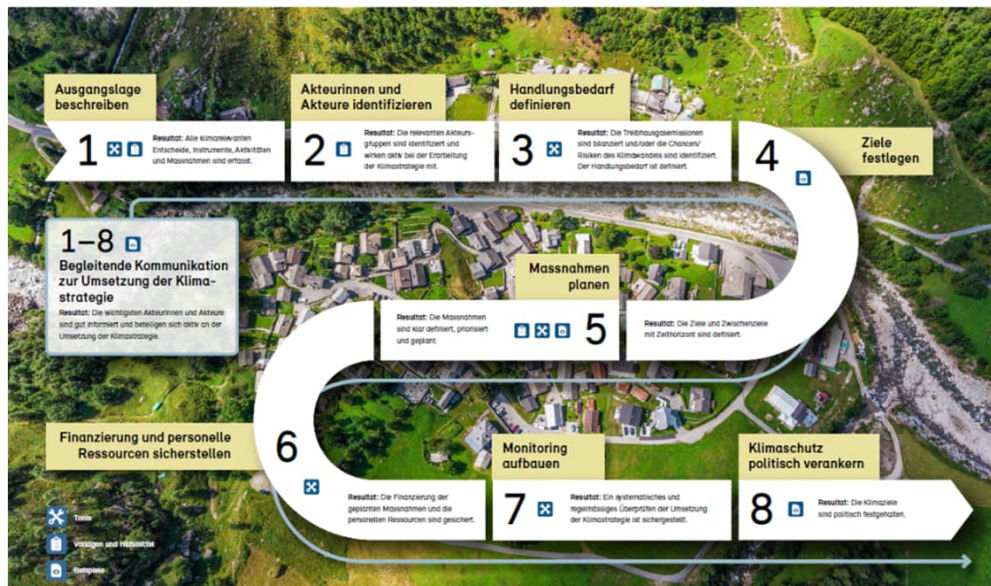 Ausgangslage
beschreiben
1
Resultat: Alle klimarelevanten
Entscheide, Instrumente, Aktivitäten
und Massnahmen sind erfasst.
Akteurinnen und
Akteure identifizieren
2
Resultat: Die relevanten Akteurs-
gruppen sind identifiziert und
wirken aktiv bei der Erarbeitung
der Klimastrategie mit.
Handlungsbedarf
definieren
3
Resultat: Die Treibhausgasemissionen
sind bilanziert und/oder die Chancen/
Risiken des Klimawandels sind identifiziert.
Der Handlungsbedarf ist definiert.
4
Ziele
festlegen
Resultat: Die Ziele und Zwischenziele
mit Zeithorizont sind definiert.
1–8
Begleitende Kommunikation
zur Umsetzung der Klima-
strategie
Resultat: Die wichtigsten Akteurinnen und Akteure
sind gut informiert und beteiligen sich aktiv an der
Umsetzung der Klimastrategie.
Massnahmen
planen
5
Resultat: Die Massnahmen
sind klar definiert, priorisiert
und geplant.
Finanzierung und personelle
Ressourcen sicherstellen
6
Resultat: Die Finanzierung der
geplanten Massnahmen und die
personellen Ressourcen sind gesichert.
Monitoring
aufbauen
7
Resultat: Ein systematisches und
regelmässiges Überprüfen der Umsetzung
der Klimastrategie ist sichergestellt.
Klimaschutz
politisch verankern
8
Resultat: Die Klimaziele
sind politisch festgehalten.
Tools
Vorlagen und Hilfsmittel
Beispiele